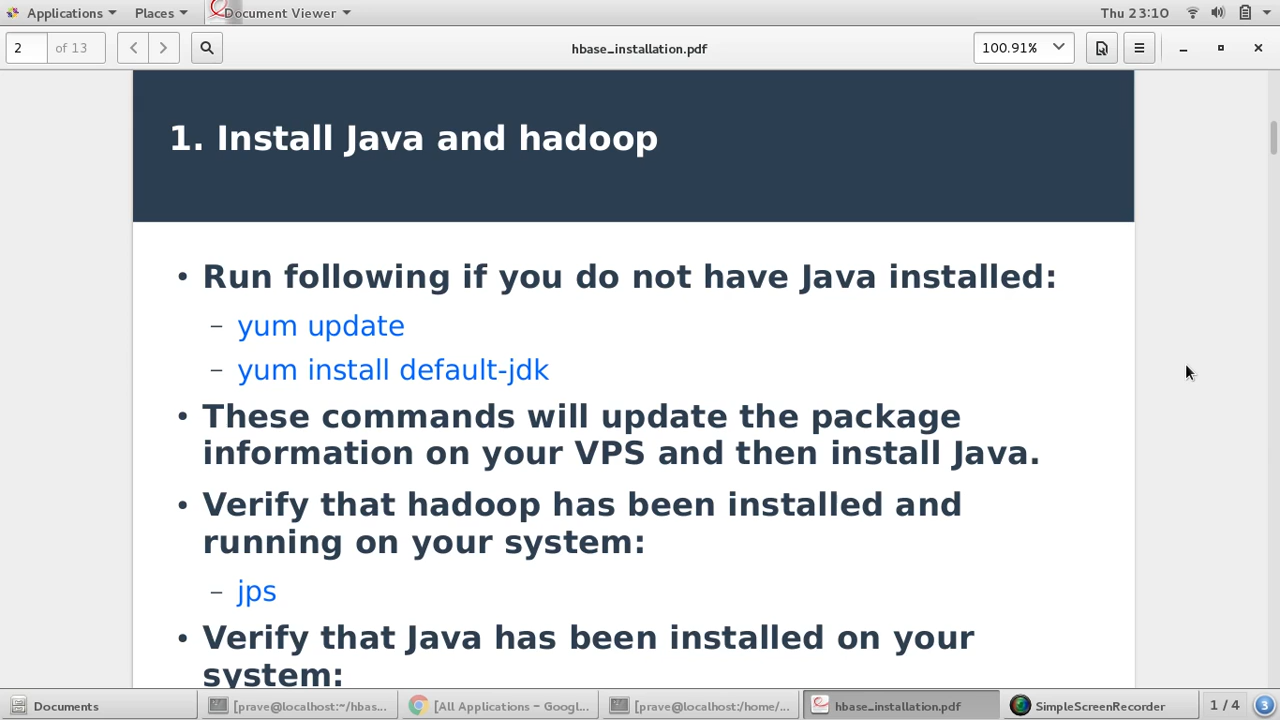 Applications
Places
Document Viewer
Thu 23:10
2 of 13
hbase_installation.pdf
100.91%
1. Install Java and hadoop
• Run following if you do not have Java installed:
– yum update
– yum install default-jdk
• These commands will update the package
information on your VPS and then install Java.
• Verify that hadoop has been installed and
running on your system:
– jps
• Verify that Java has been installed on your
system:
Documents
[prave@localhost:~/hbas...
[All Applications – Googl...
[prave@localhost:/home/...
hbase_installation.pdf
SimpleScreenRecorder
1 / 4
3